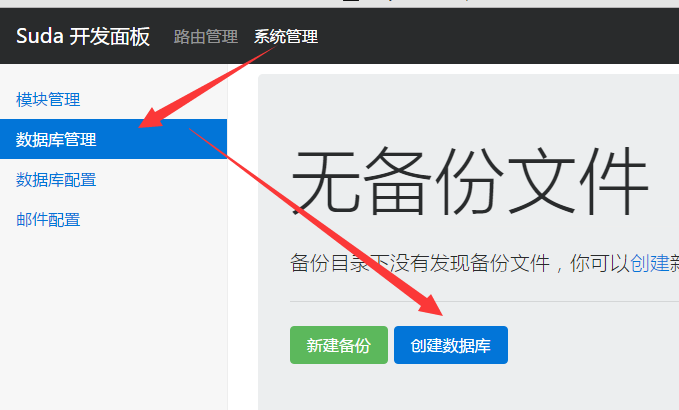 Suda 开发面板 路由管理 系统管理
模块管理
数据库管理
数据库配置
邮件配置
无备份文件
备份目录下没有发现备份文件，你可以创建新
新建备份 创建数据库